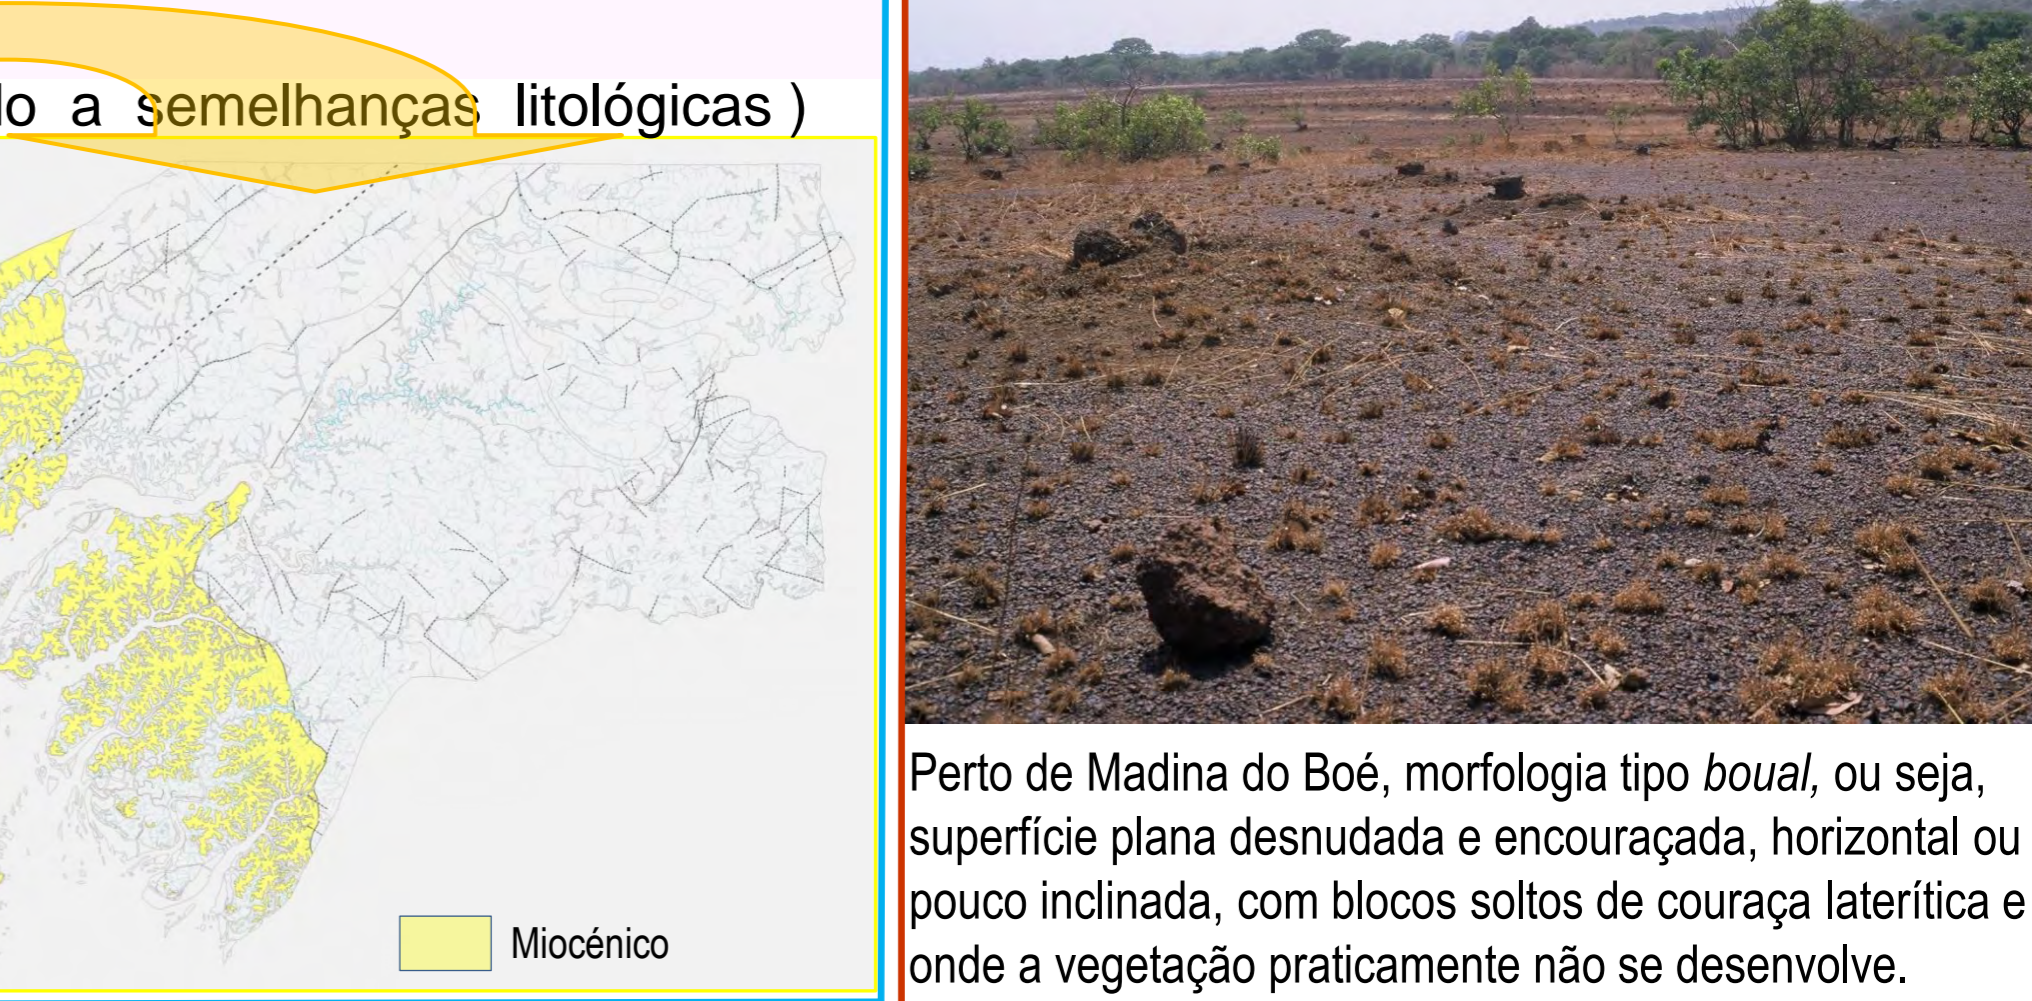 a semelhanças litológicas )
Miocénico
Perto de Madina do Boé, morfologia tipo boual, ou seja,
superfície plana desnudada e encouraçada, horizontal ou
pouco inclinada, com blocos soltos de couraça laterítica e
onde a vegetação praticamente não se desenvolve.